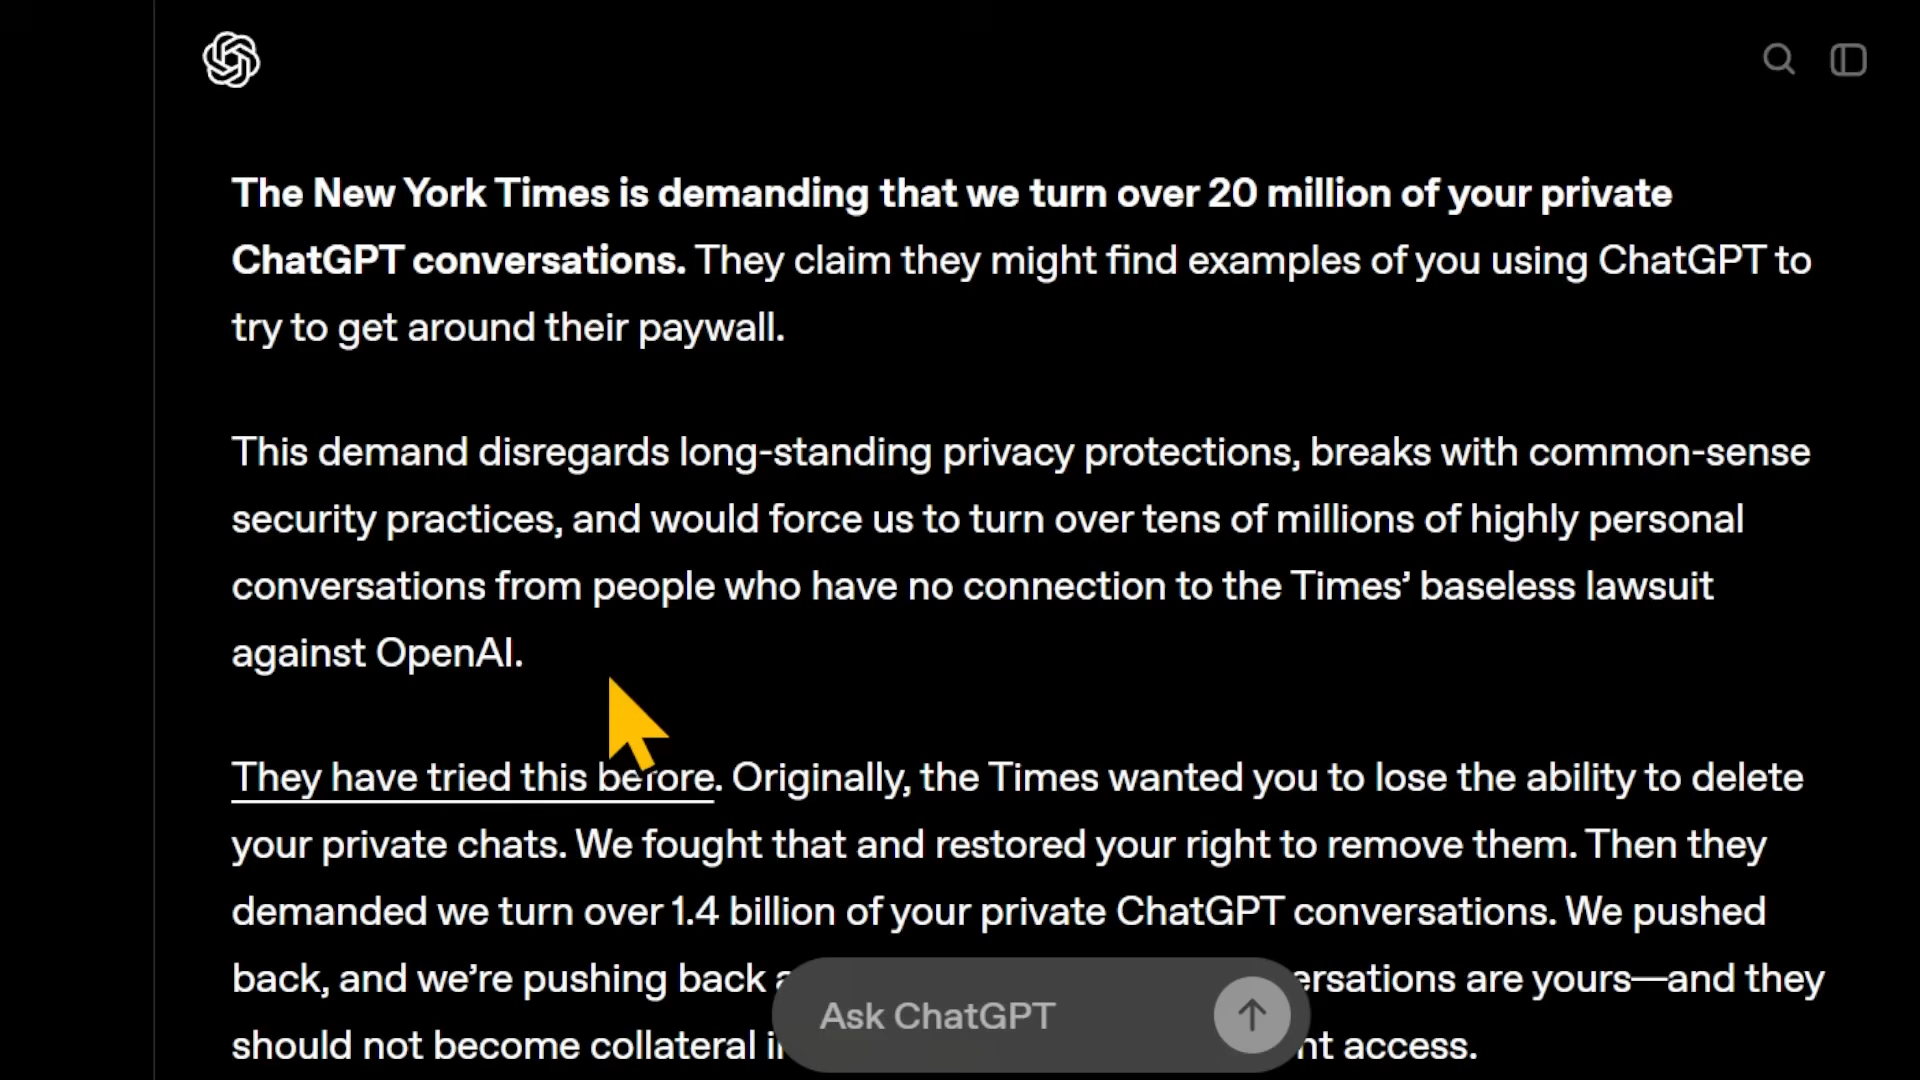 The New York Times is demanding that we turn over 20 million of your private
ChatGPT conversations. They claim they might find examples of you using ChatGPT to
try to get around their paywall.
This demand disregards long-standing privacy protections, breaks with common-sense
security practices, and would force us to turn over tens of millions of highly personal
conversations from people who have no connection to the Times’ baseless lawsuit
against OpenAI.
They have tried this before. Originally, the Times wanted you to lose the ability to delete
your private chats. We fought that and restored your right to remove them. Then they
demanded we turn over 1.4 billion of your private ChatGPT conversations. We pushed
back, and we’re pushing back ersations are yours—and they
should not become collateral access.
Ask ChatGPT